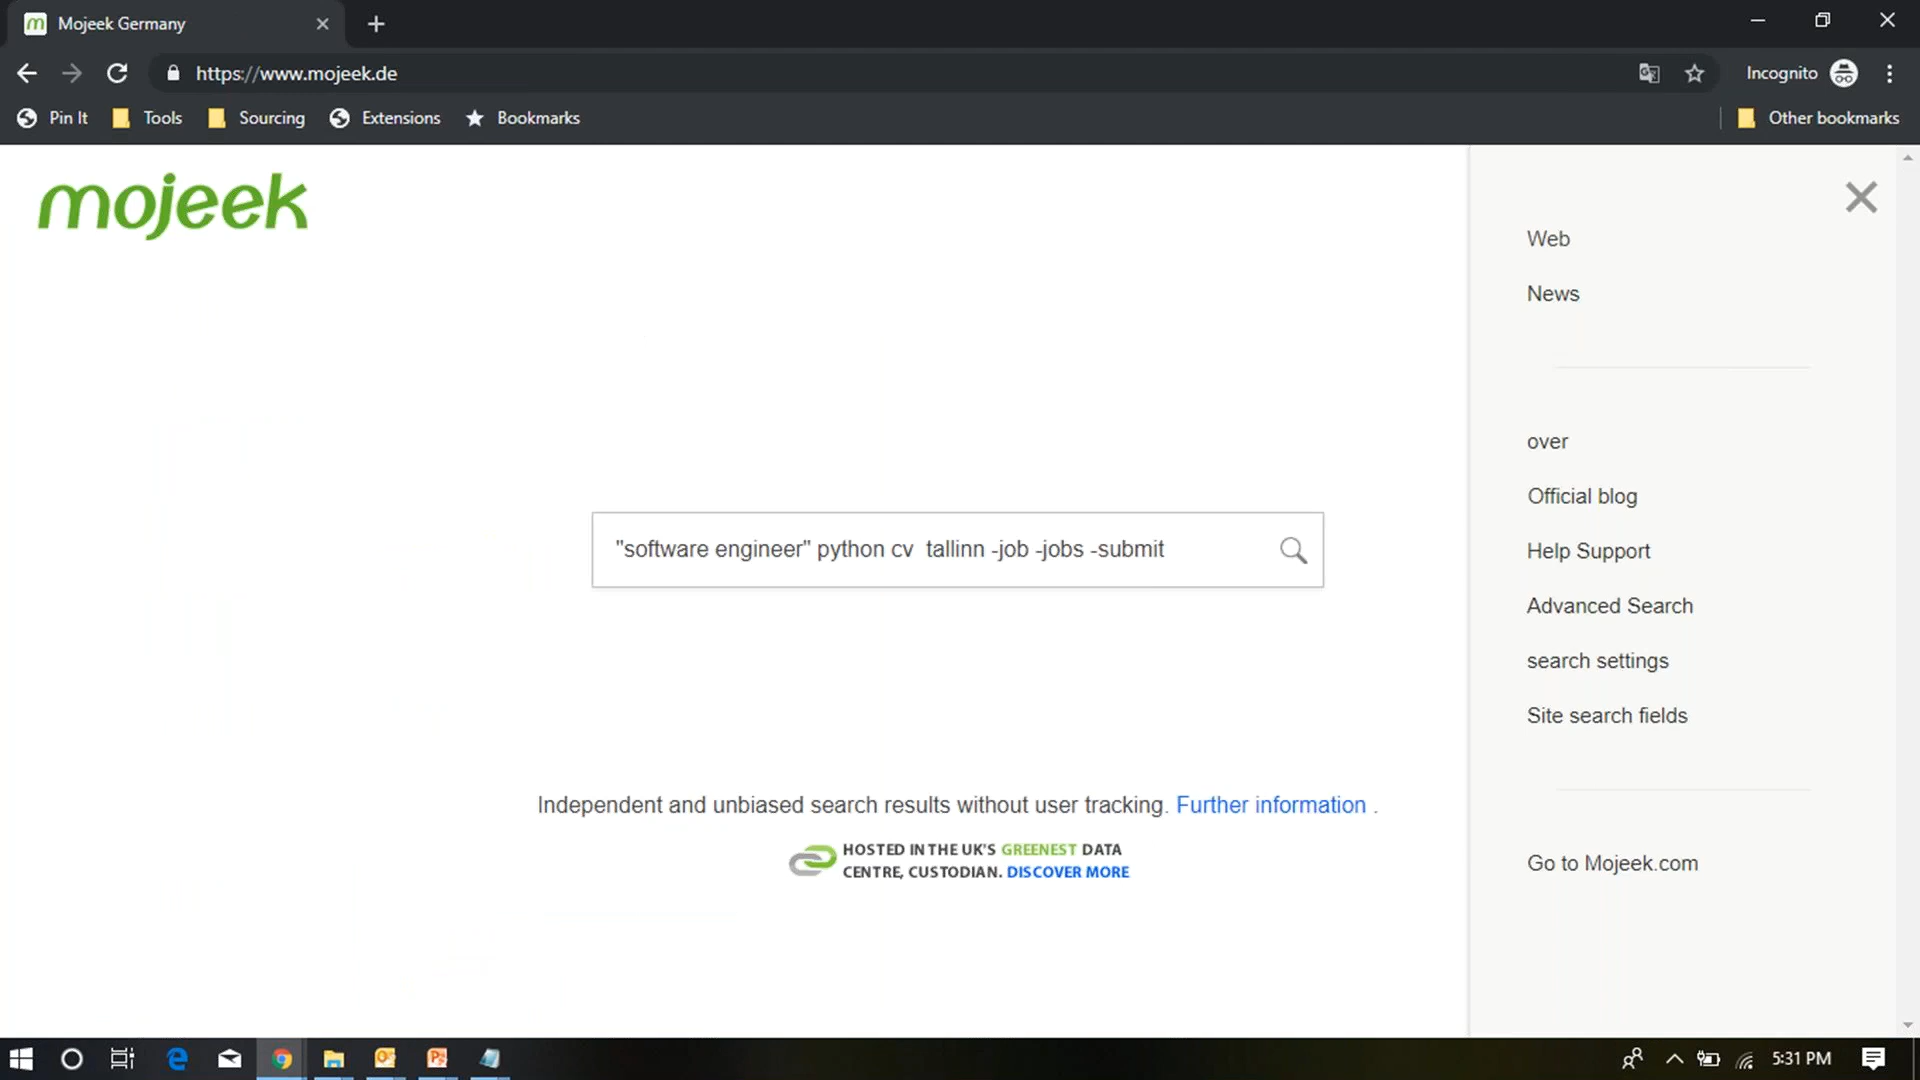 Mojeek Germany
https://www.mojeek.de
Incognito
Pin It
Tools
Sourcing
Extensions
Bookmarks
Other bookmarks
mojeek
Web
News
over
Official blog
"software engineer" python cv  tallinn -job -jobs -submit
Help Support
Advanced Search
search settings
Site search fields
Independent and unbiased search results without user tracking. Further information .
HOSTED IN THE UK'S GREENEST DATA
CENTRE, CUSTODIAN. DISCOVER MORE
Go to Mojeek.com
5:31 PM